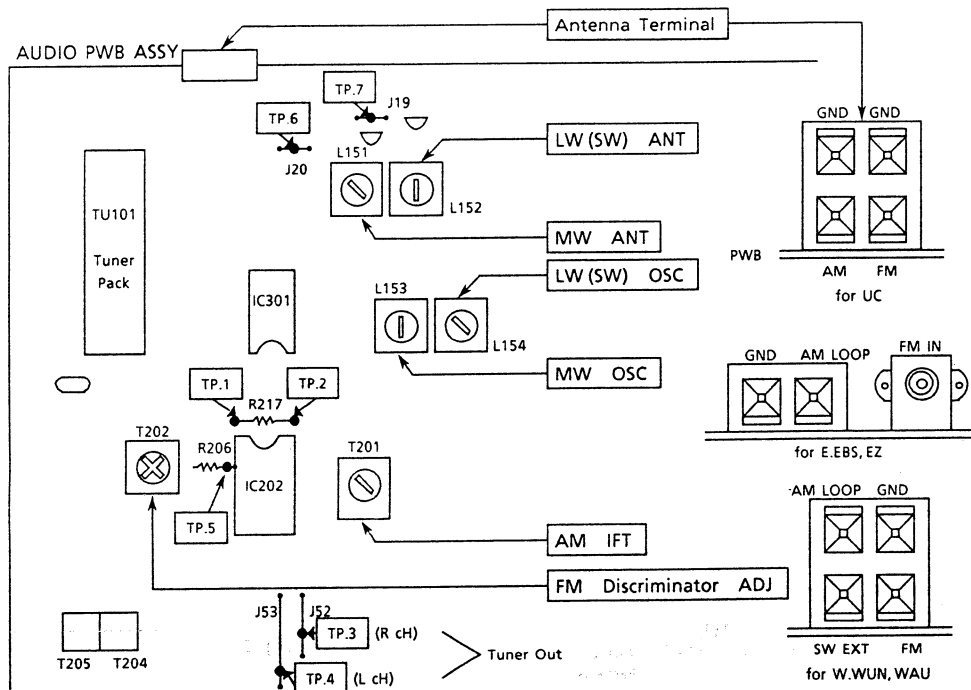 Antenna Terminal
AUDIO PWB ASSY
TP.7
J19
TP.6
J20
GND GND
LW (SW) ANT
L151
L152
TU101
Tuner
Pack
MW ANT
PWB
AM FM
for UC
LW (SW) OSC
IC301
L153
L154
MW OSC
GND AM LOOP FM IN
for E.EBS, EZ
TP.1
TP.2
R217
T202
R206
IC202
T201
TP.5
AM LOOP GND
AM IFT
FM Discriminator ADJ
J53
J52
TP.3 (R cH)
TP.4 (L cH)
Tuner Out
T205 T204
SW EXT FM
for W.WUN, WAU